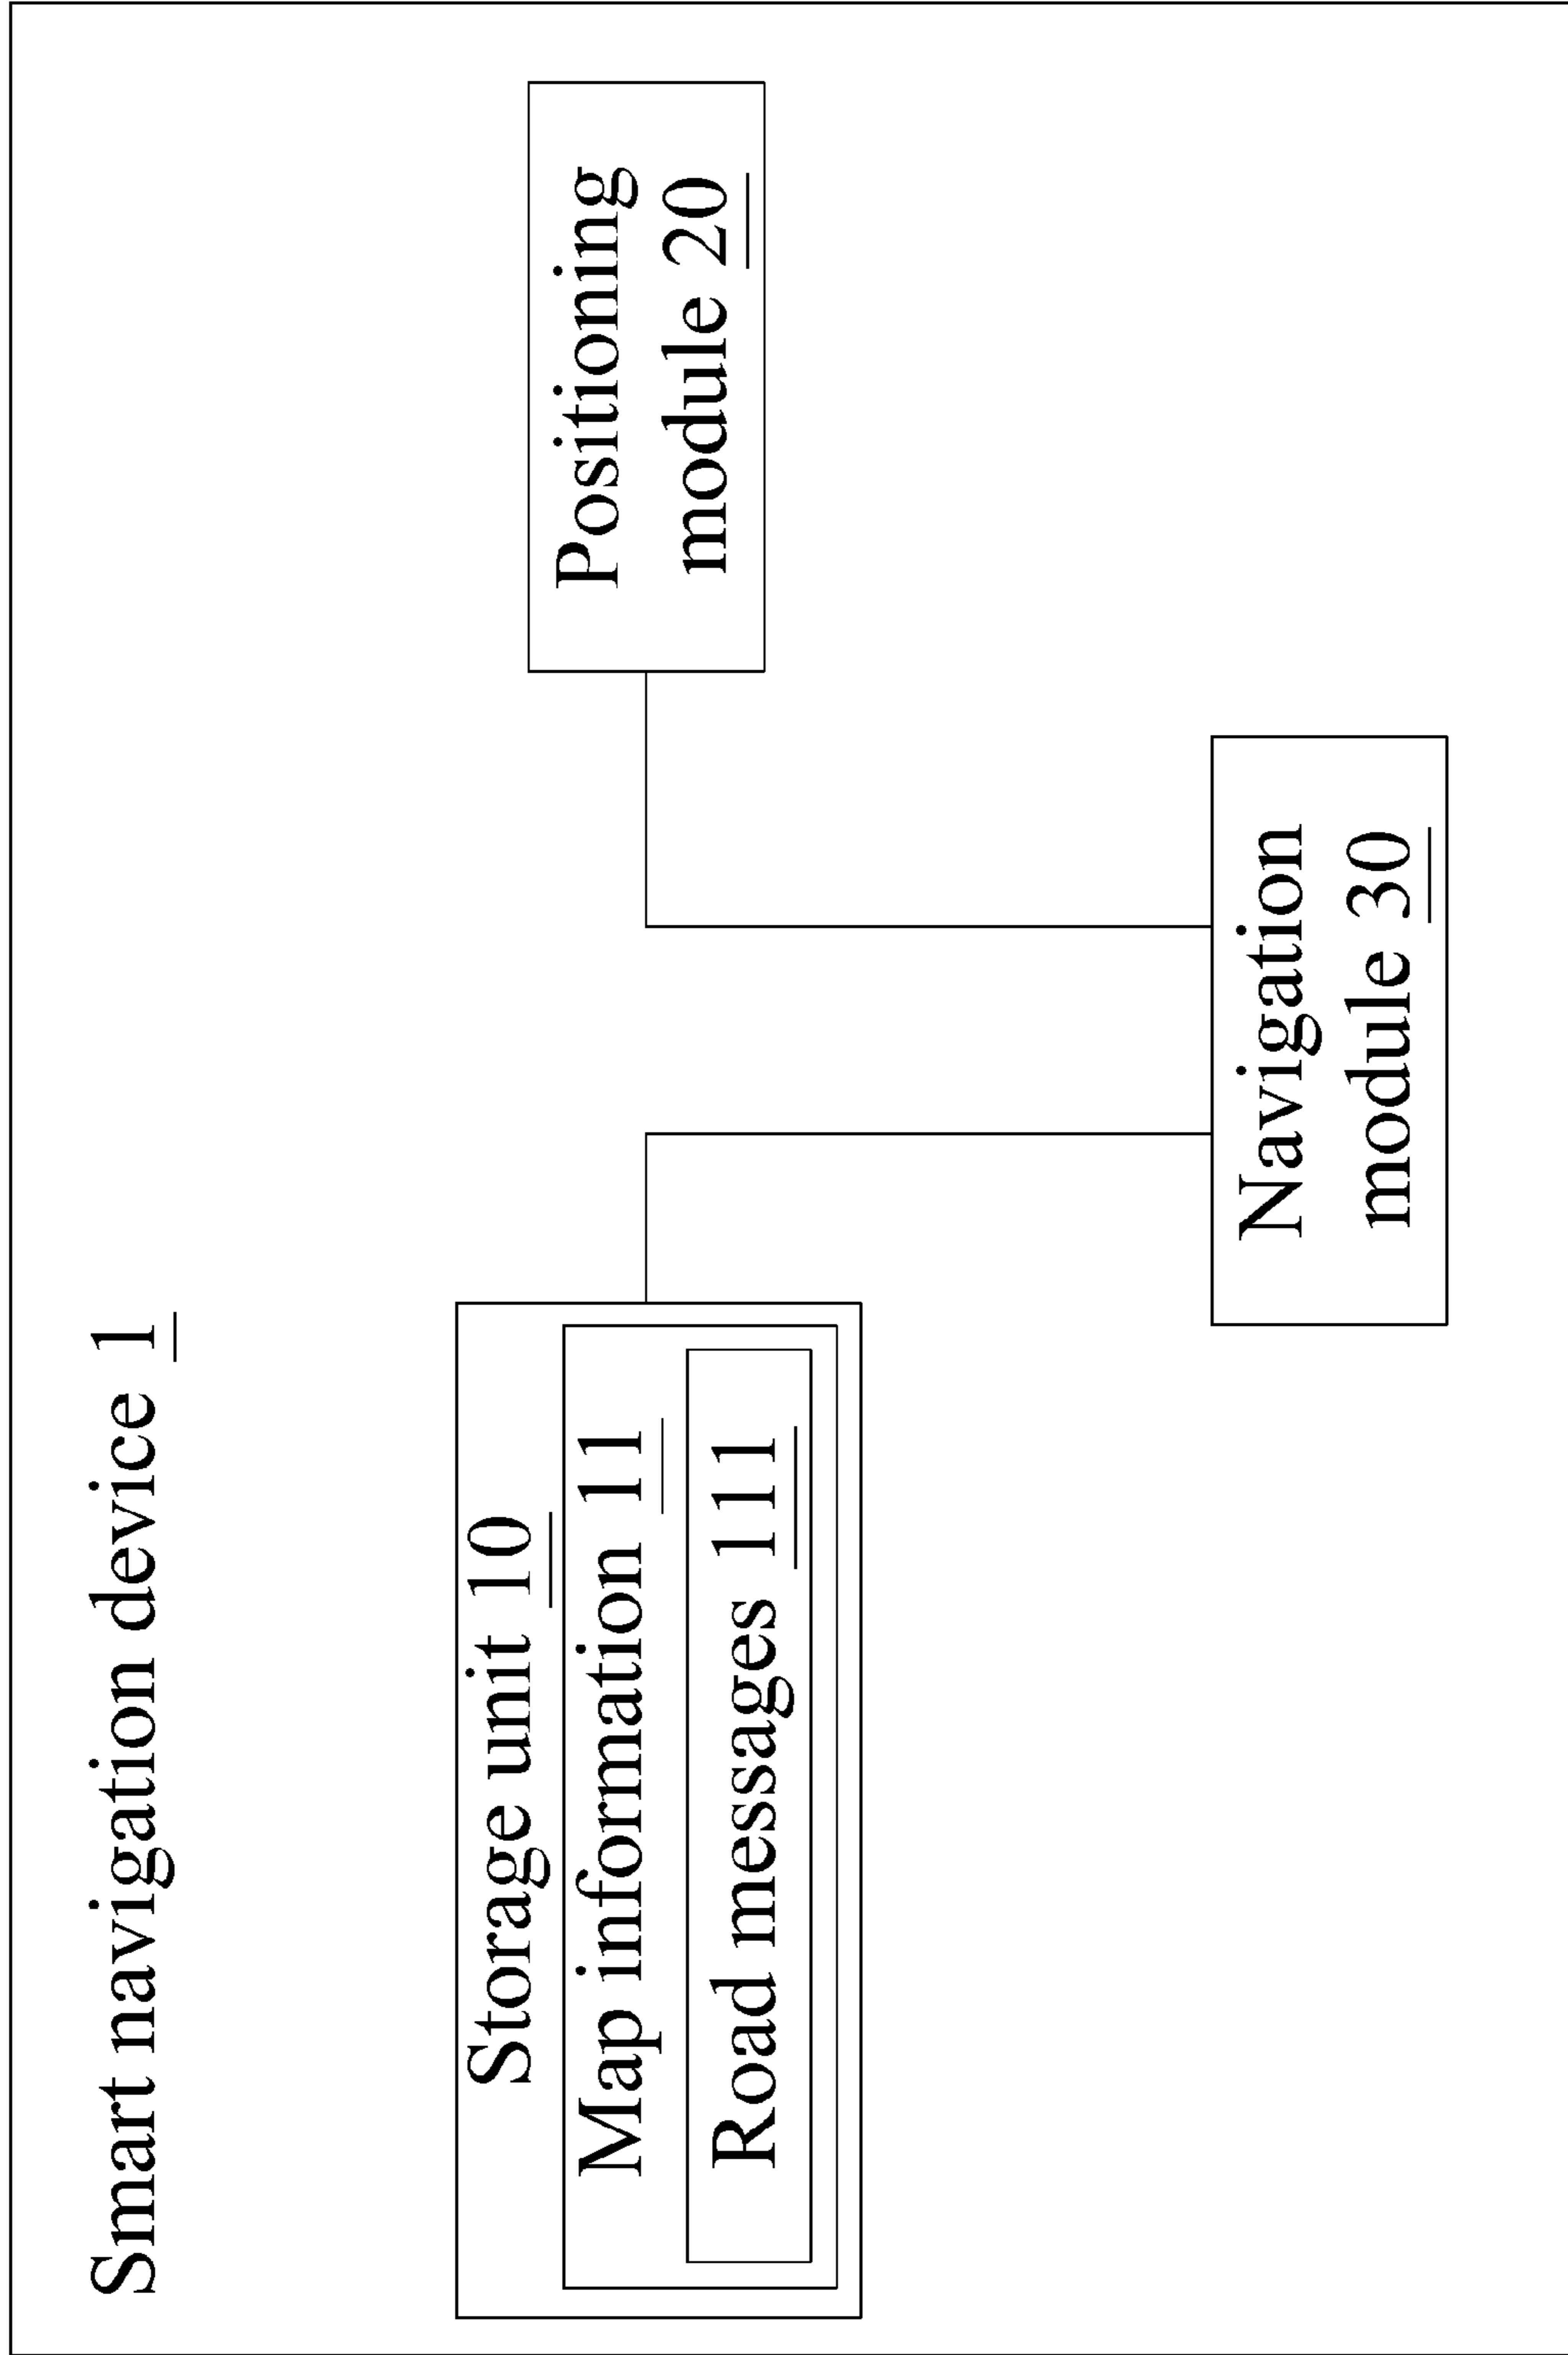 Smart navigation device 1
Storage unit 10
Map information 11
Road messages 111
Positioning
module 20
Navigation
module 30